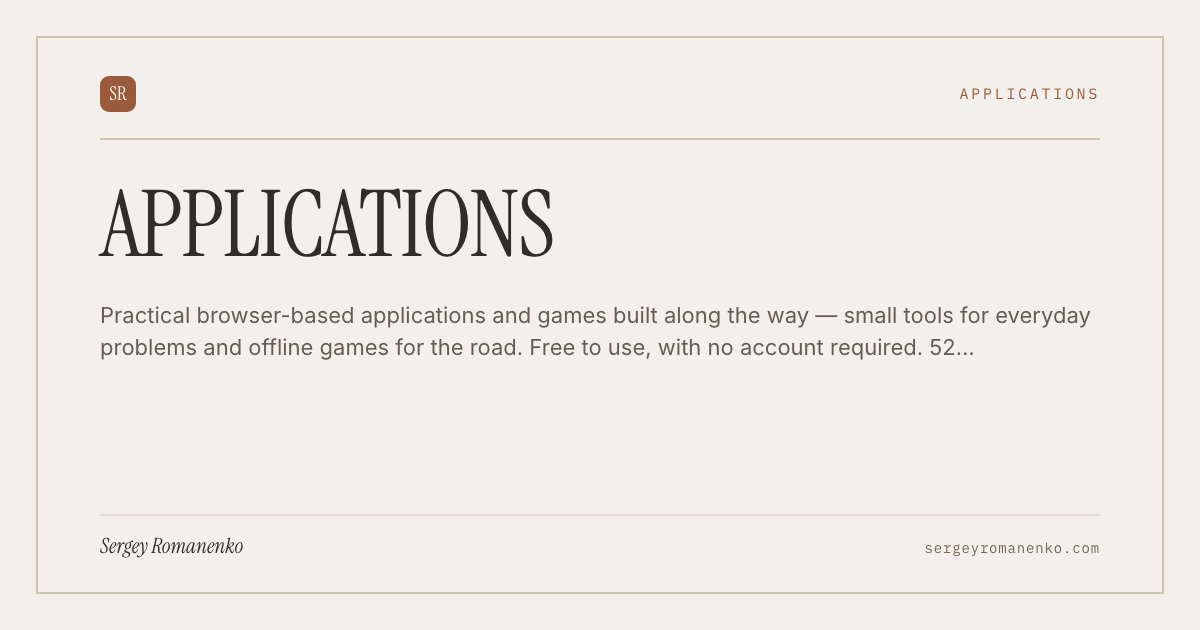 SR
APPLICATIONS
APPLICATIONS
Practical browser-based applications and games built along the way — small tools for everyday
problems and offline games for the road. Free to use, with no account required. 52...
Sergey Romanenko
sergeyromanenko.com